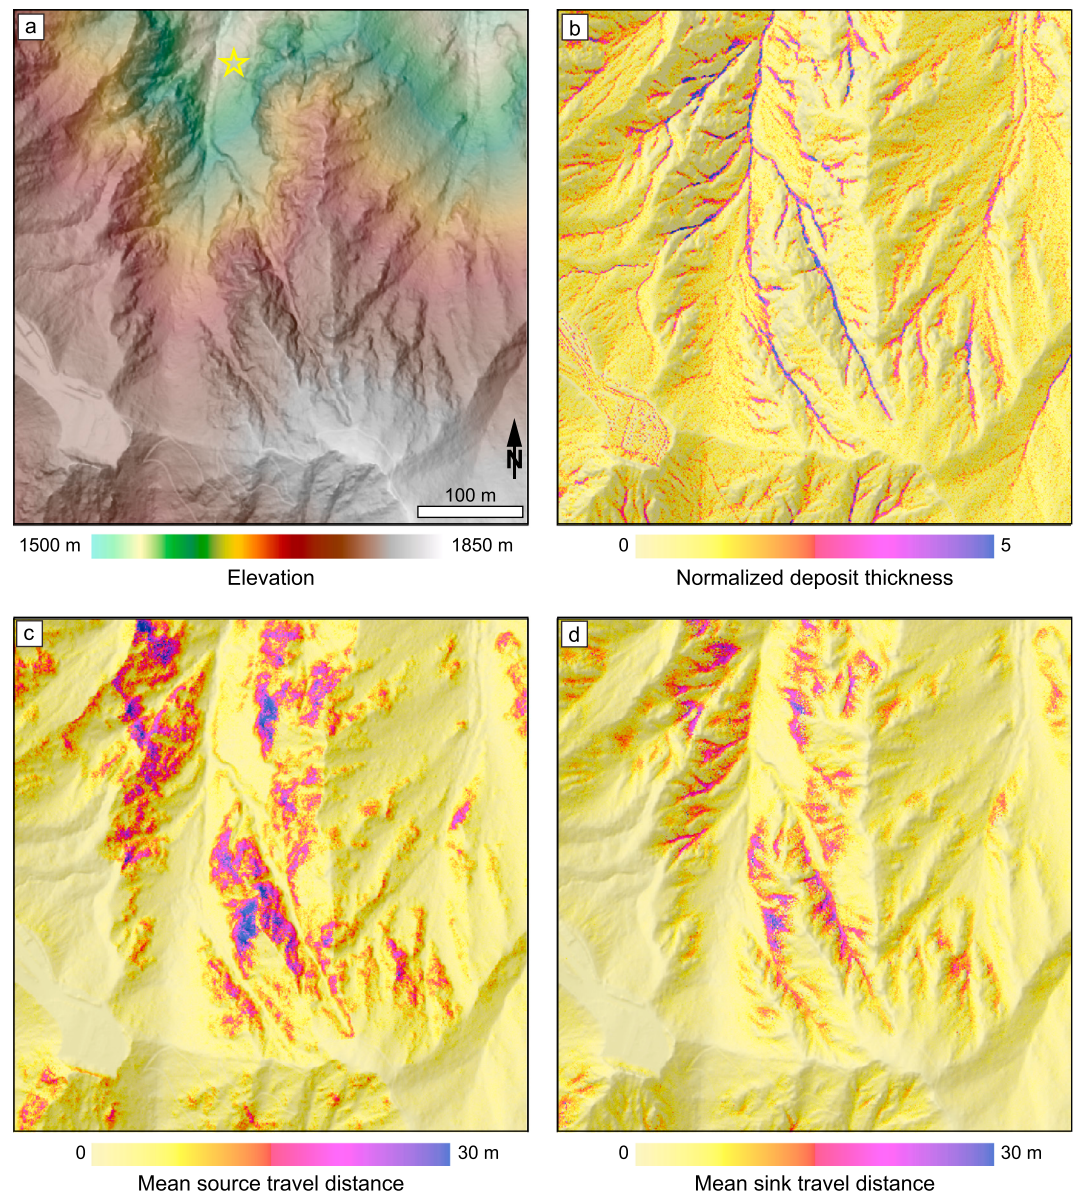 a
b
N
100 m
1500 m
1850 m
Elevation
0
5
Normalized deposit thickness
c
d
0
30 m
Mean source travel distance
0
30 m
Mean sink travel distance